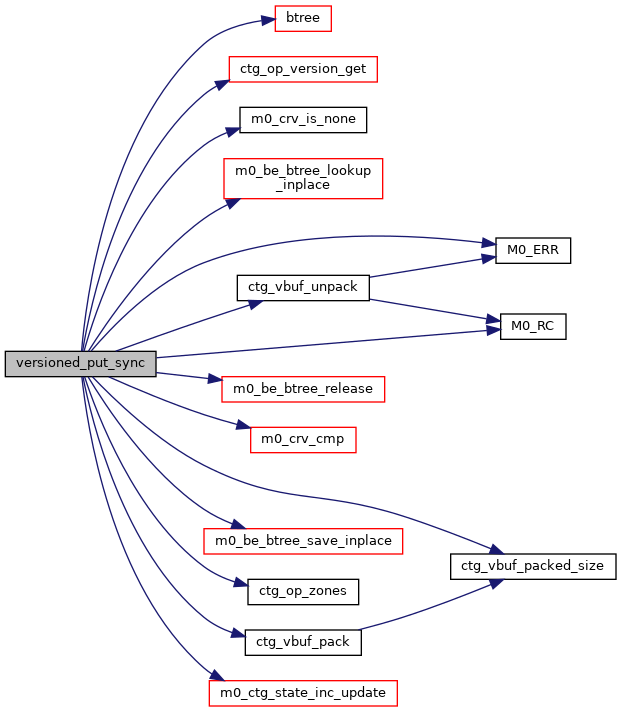 btree
ctg_op_version_get
m0_crv_is_none
m0_be_btree_lookup
_inplace
M0_ERR
ctg_vbuf_unpack
M0_RC
versioned_put_sync
m0_be_btree_release
m0_crv_cmp
m0_be_btree_save_inplace
ctg_vbuf_packed_size
ctg_op_zones
ctg_vbuf_pack
m0_ctg_state_inc_update